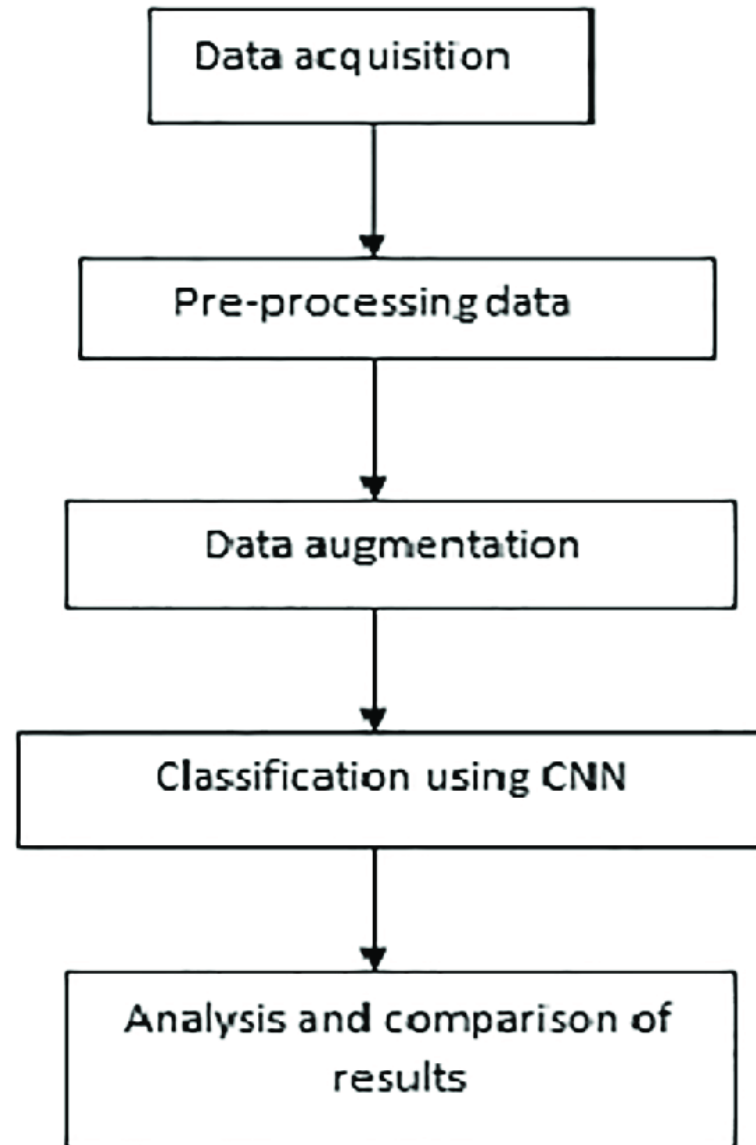 Data acquisition
Pre-processing data
Data augmentation
Classification using CNN
Analysis and comparison of
results